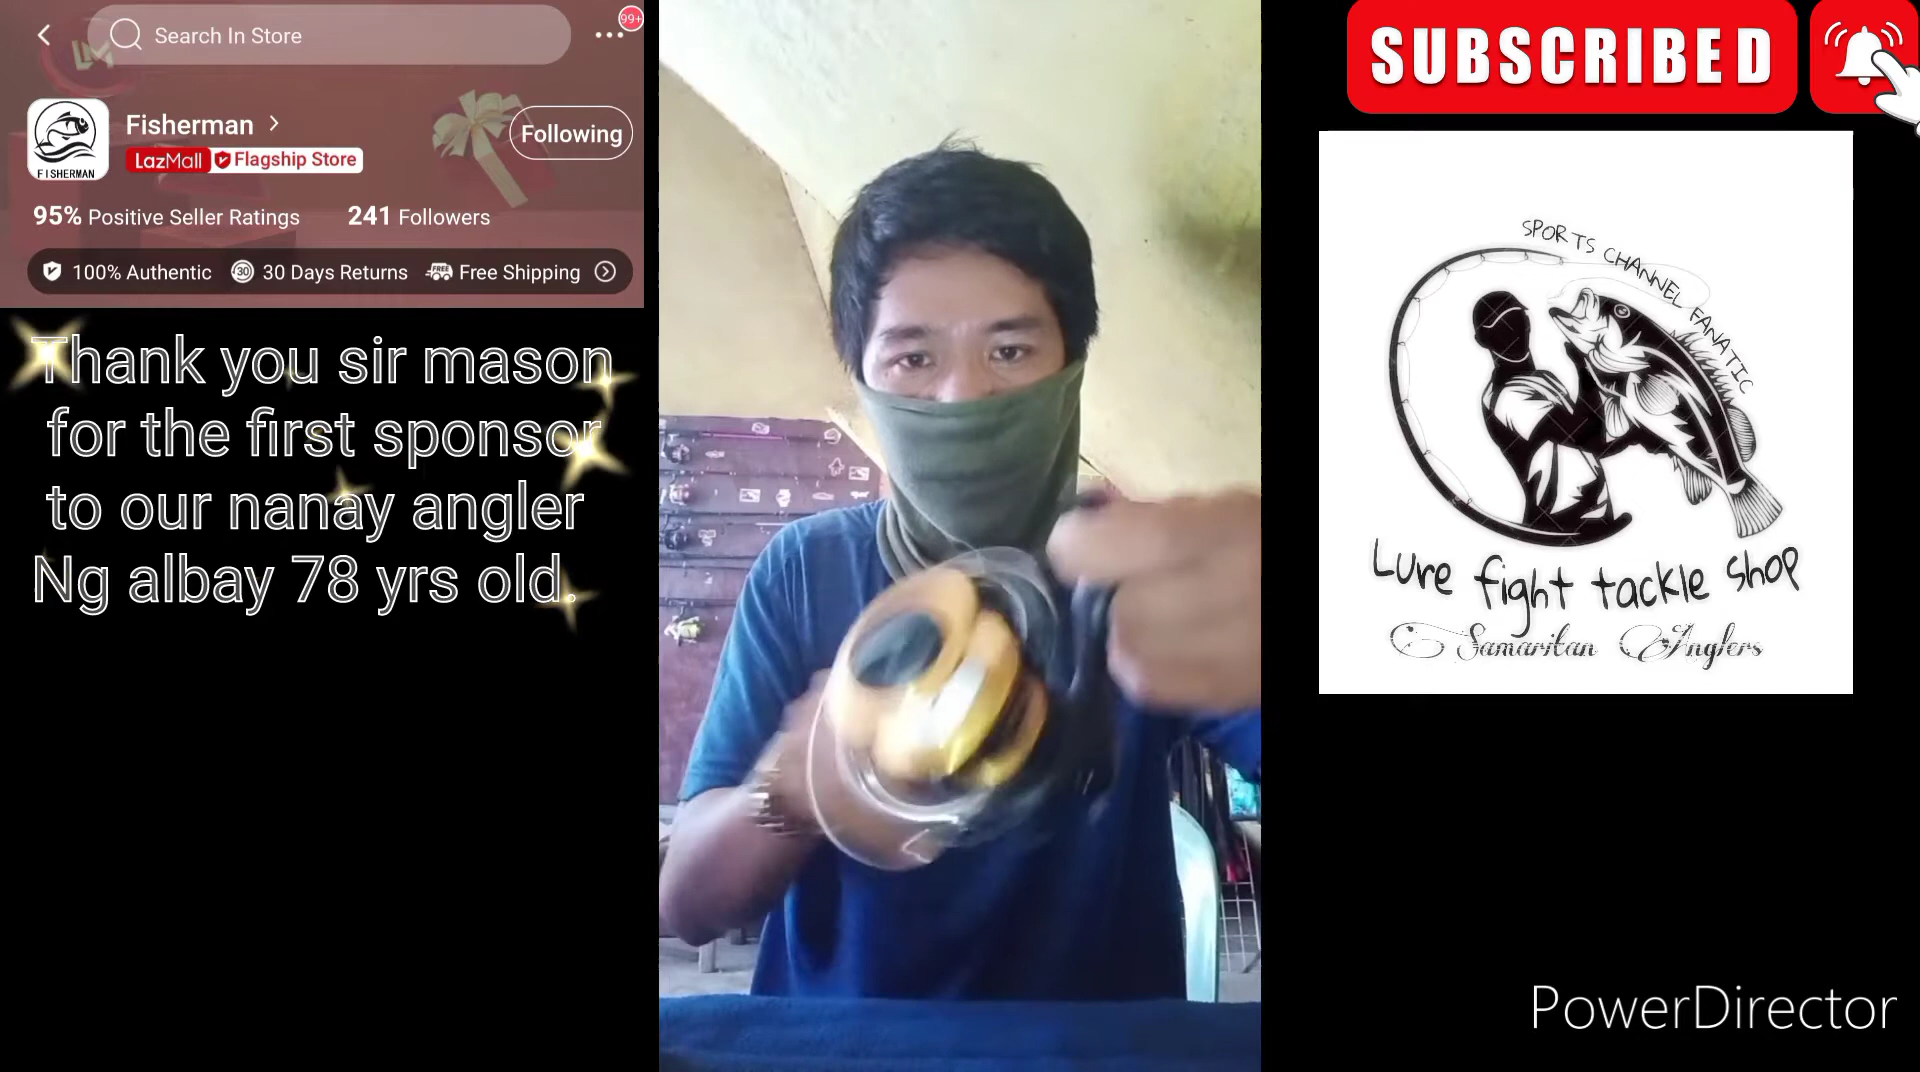 Search In Store
99+
Fisherman
Following
LazMall Flagship Store
FISHERMAN
95% Positive Seller Ratings
241 Followers
100% Authentic
30
30 Days Returns
FREE
Free Shipping
Thank you sir mason
for the first sponsor
to our nanay angler
Ng albay 78 yrs old.
SUBSCRIBED
SPORTS CHANNEL FANATIC
Lure fight tackle shop
Samaritan Anglers
PowerDirector